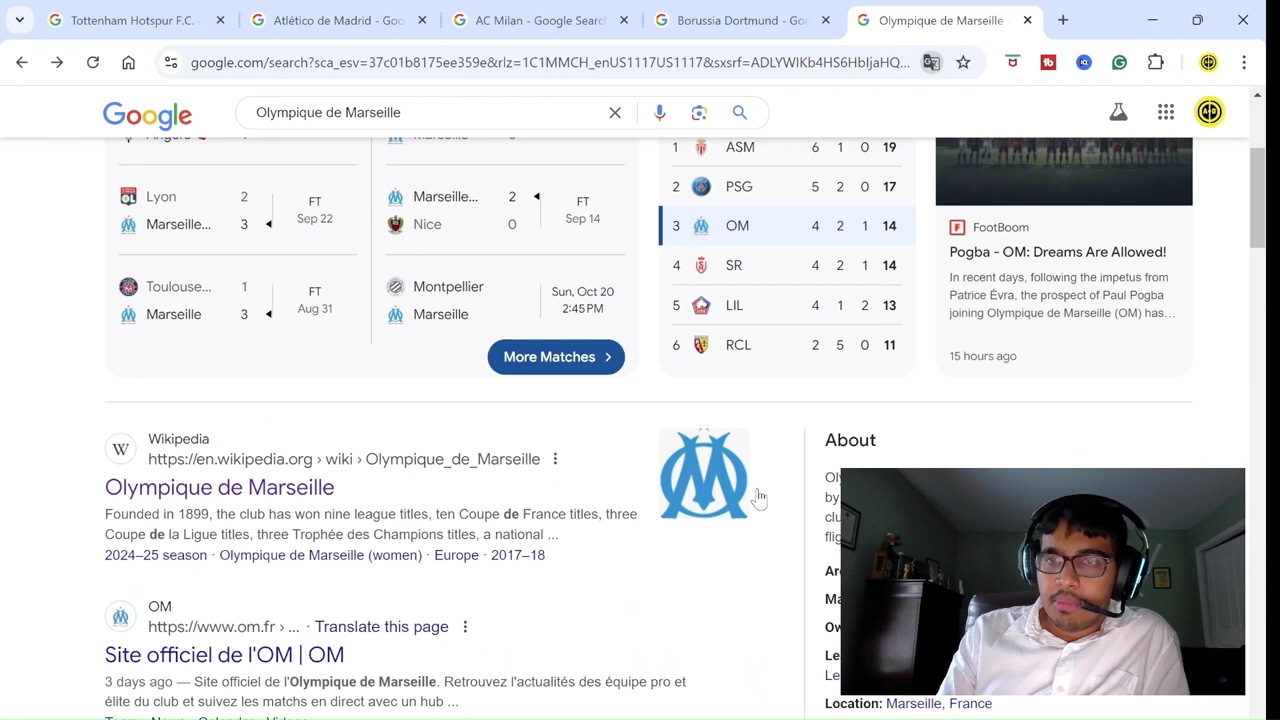 Tottenham Hotspur F.C. -
Atlético de Madrid - Goo
AC Milan - Google Searc
Borussia Dortmund - Goo
Olympique de Marseille -
google.com/search?sca_esv=37c01b8175ee359e&rlz=1C1MMCH_enUS1117US1117&sxsrf=ADLYWIKb4HS6HbIjaHQ...
Google
Olympique de Marseille
Lyon 2
Marseille... 3
FT
Sep 22
Marseille... 2
Nice 0
FT
Sep 14
Toulouse... 1
Marseille 3
FT
Aug 31
Montpellier
Marseille
Sun, Oct 20
2:45 PM
More Matches
1 ASM 6 1 0 19
2 PSG 5 2 0 17
3 OM 4 2 1 14
4 SR 4 2 1 14
5 LIL 4 1 2 13
6 RCL 2 5 0 11
FootBoom
Pogba - OM: Dreams Are Allowed!
In recent days, following the impetus from
Patrice Évra, the prospect of Paul Pogba
joining Olympique de Marseille (OM) has...
15 hours ago
W
Wikipedia
https://en.wikipedia.org › wiki › Olympique_de_Marseille
Olympique de Marseille
Founded in 1899, the club has won nine league titles, ten Coupe de France titles, three
Coupe de la Ligue titles, three Trophée des Champions titles, a national ...
2024–25 season · Olympique de Marseille (women) · Europe · 2017–18
OM
https://www.om.fr › ... · Translate this page
Site officiel de l'OM | OM
3 days ago — Site officiel de l'Olympique de Marseille. Retrouvez l'actualités des équipe pro et
élite du club et suivez les matchs en direct avec un hub ...
About
Location: Marseille, France